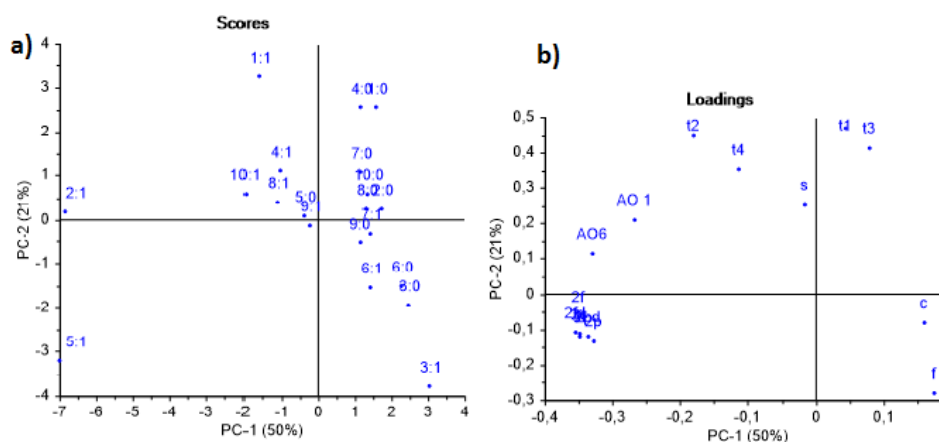 a)
Scores
4
3
2
1
0
-1
-2
-3
-4
PC-2 (21%)
1:1
4:0 1:0
4:1
7:0
10:1
10:0
8:1
2:1
5:0
8:0 2:0
9:1
7:1
9:0
6:1
6:0
3:0
5:1
3:1
-7 -6 -5 -4 -3 -2 -1 0 1 2 3 4
PC-1 (50%)
b)
Loadings
0,5
0,4
0,3
0,2
0,1
0
-0,1
-0,2
-0,3
PC-2 (21%)
t2
t1
t3
t4
s
AO 1
AO6
2f
2p
c
f
-0,4 -0,3 -0,2 -0,1 0 0,1
PC-1 (50%)